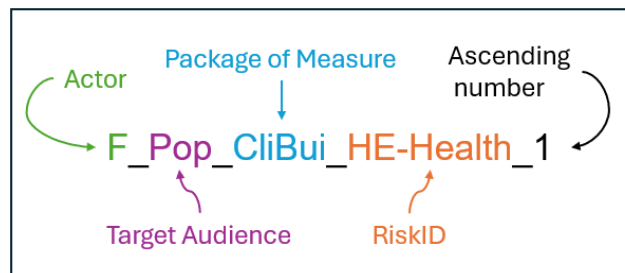 Package of Measure
Ascending
number
Actor
F_Pop_CliBui_HE-Health_1
Target Audience
RiskID